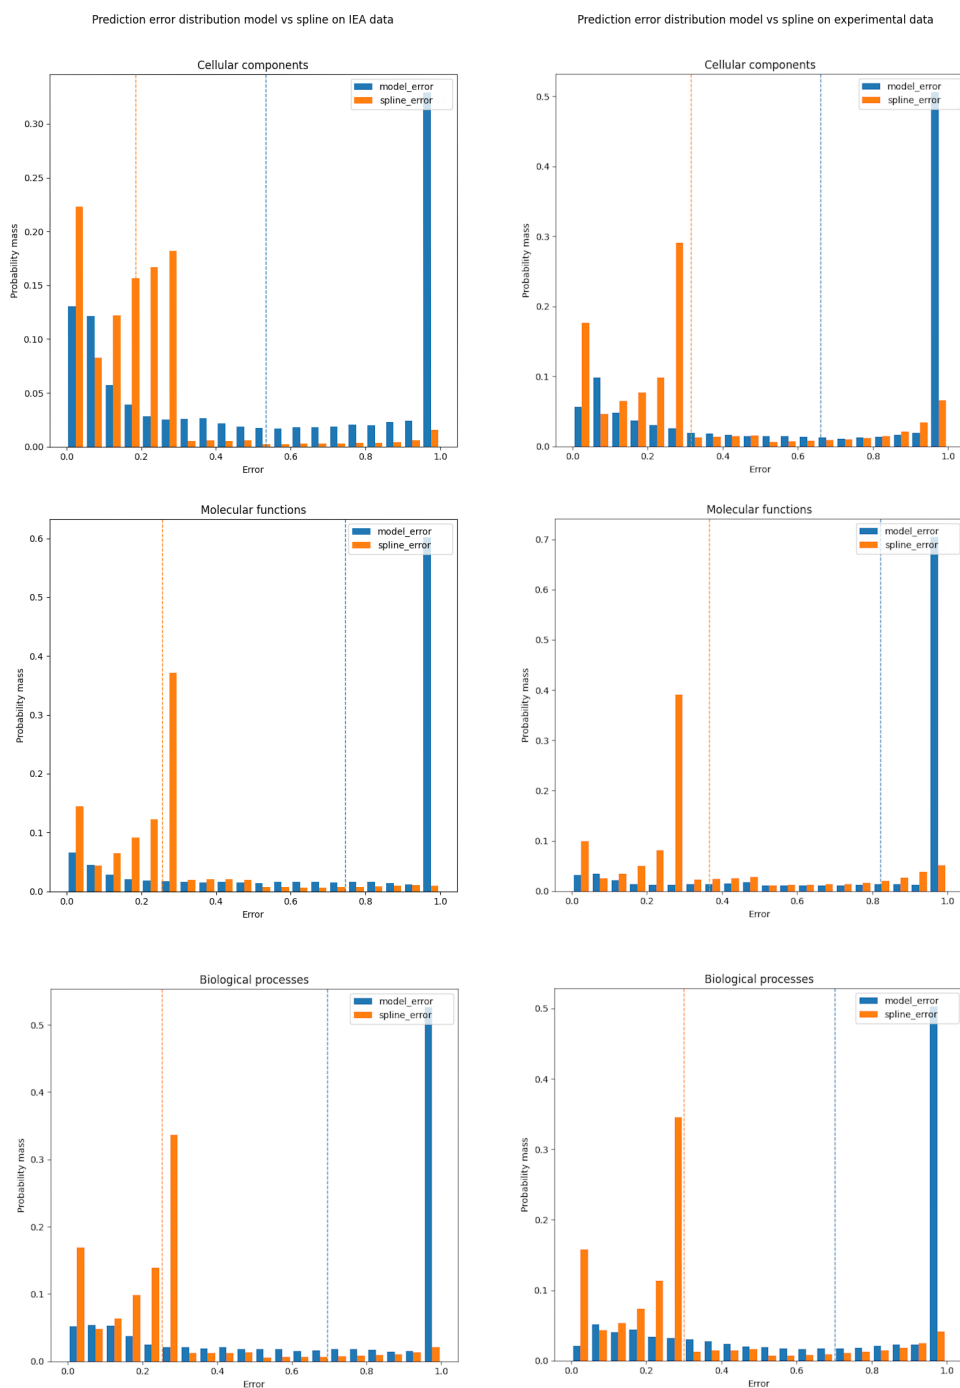 Prediction error distribution model vs spline on IEA data
Prediction error distribution model vs spline on experimental data
Cellular components
model_error
spline_error
Probability mass
0.30
0.25
0.20
0.15
0.10
0.05
0.00
0.0 0.2 0.4 0.6 0.8 1.0
Error
Cellular components
model_error
spline_error
Probability mass
0.5
0.4
0.3
0.2
0.1
0.0
0.0 0.2 0.4 0.6 0.8 1.0
Error
Molecular functions
model_error
spline_error
Probability mass
0.6
0.5
0.4
0.3
0.2
0.1
0.0
0.0 0.2 0.4 0.6 0.8 1.0
Error
Molecular functions
model_error
spline_error
Probability mass
0.7
0.6
0.5
0.4
0.3
0.2
0.1
0.0
0.0 0.2 0.4 0.6 0.8 1.0
Error
Biological processes
model_error
spline_error
Probability mass
0.5
0.4
0.3
0.2
0.1
0.0
0.0 0.2 0.4 0.6 0.8 1.0
Error
Biological processes
model_error
spline_error
Probability mass
0.5
0.4
0.3
0.2
0.1
0.0
0.0 0.2 0.4 0.6 0.8 1.0
Error